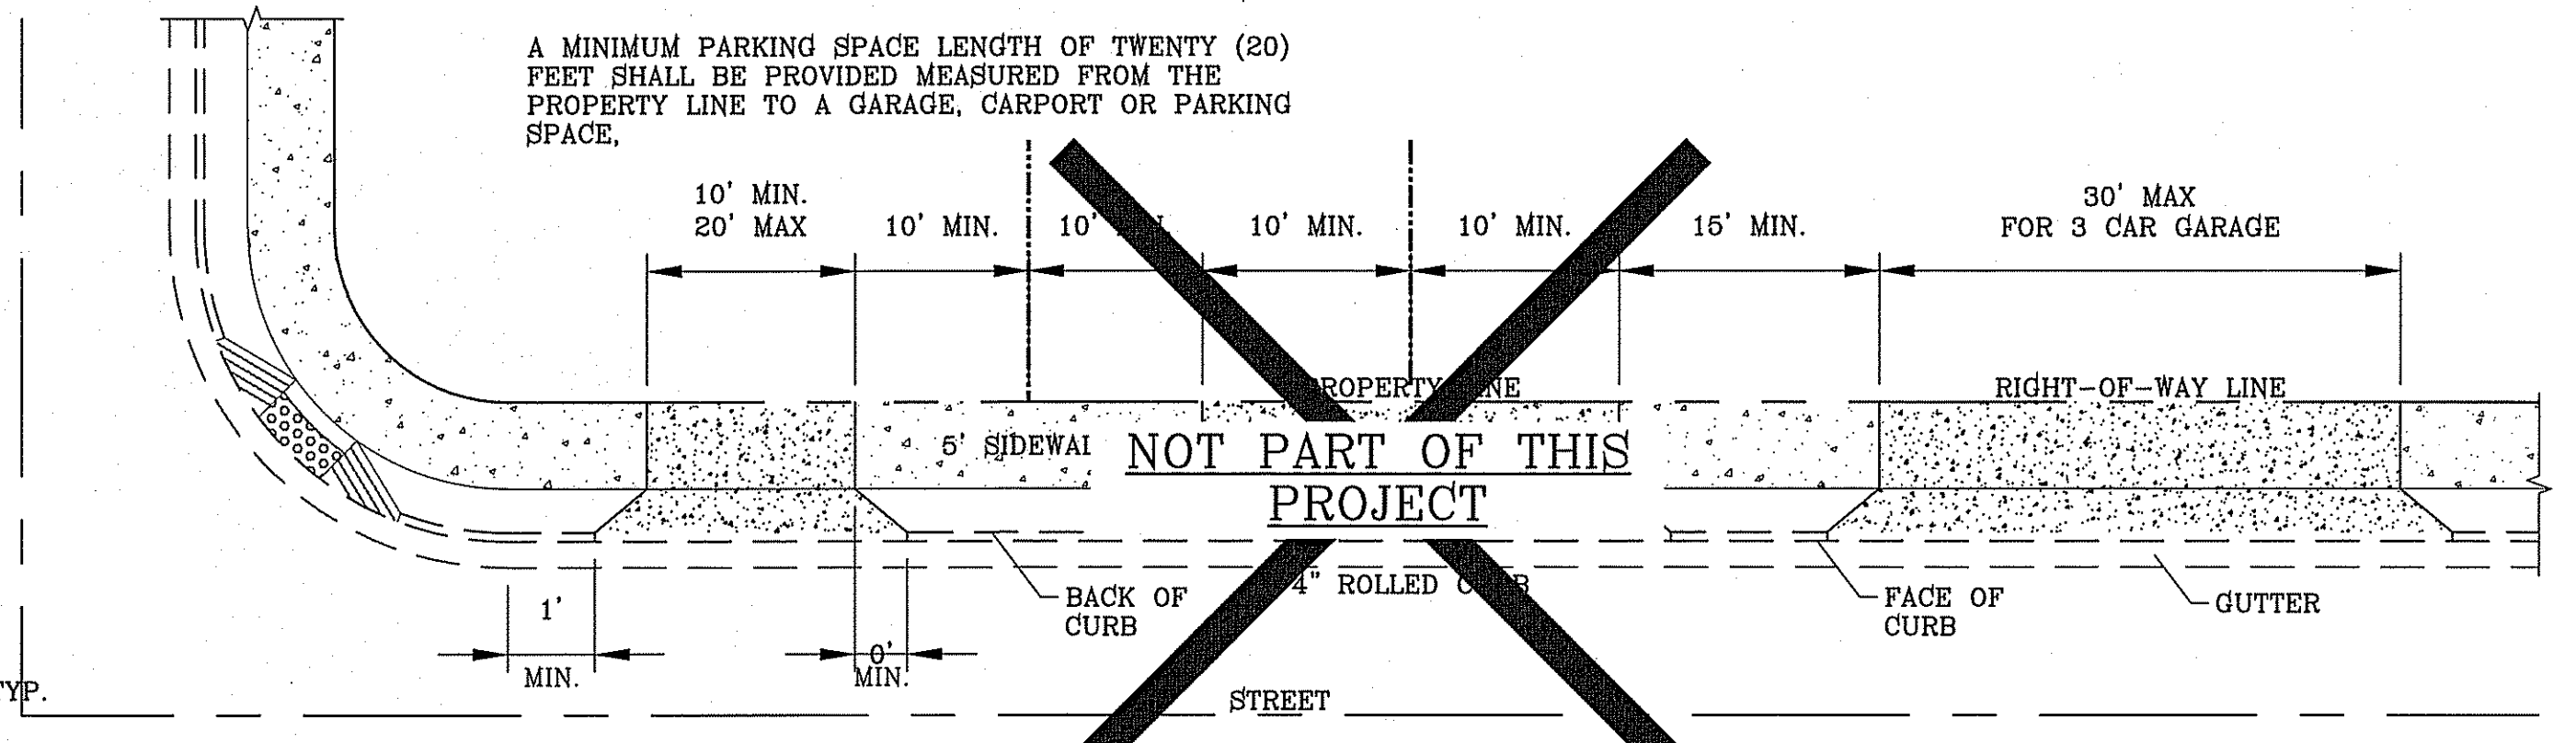 A MINIMUM PARKING SPACE LENGTH OF TWENTY (20)
FEET SHALL BE PROVIDED MEASURED FROM THE
PROPERTY LINE TO A GARAGE, CARPORT OR PARKING
SPACE,
10' MIN.
20' MAX
10' MIN.
10'
10' MIN.
10' MIN.
15' MIN.
30' MAX
FOR 3 CAR GARAGE
RIGHT-OF-WAY LINE
5'
NOT PART OF THIS
PROJECT
4" ROLLED
BACK OF
CURB
FACE OF
CURB
GUTTER
1'
MIN.
0'
MIN.
TYP.
STREET